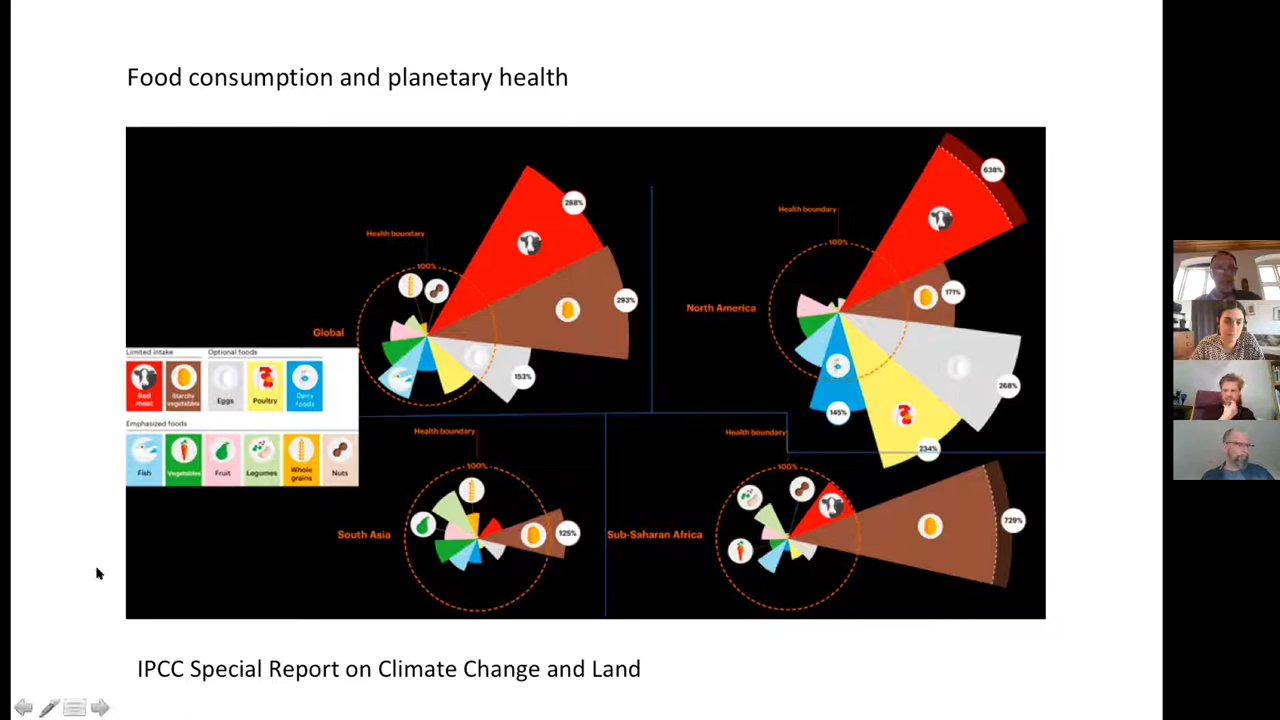 Food consumption and planetary health
Health boundary
100%
288%
293%
153%
Global
Health boundary
100%
638%
171%
268%
234%
145%
North America
Limited intake
Optional foods
Red meat
Starchy vegetables
Eggs
Poultry
Dairy foods
Emphasized foods
Fish
Vegetables
Fruit
Legumes
Whole grains
Nuts
Health boundary
100%
South Asia
125%
Health boundary
100%
Sub-Saharan Africa
729%
IPCC Special Report on Climate Change and Land